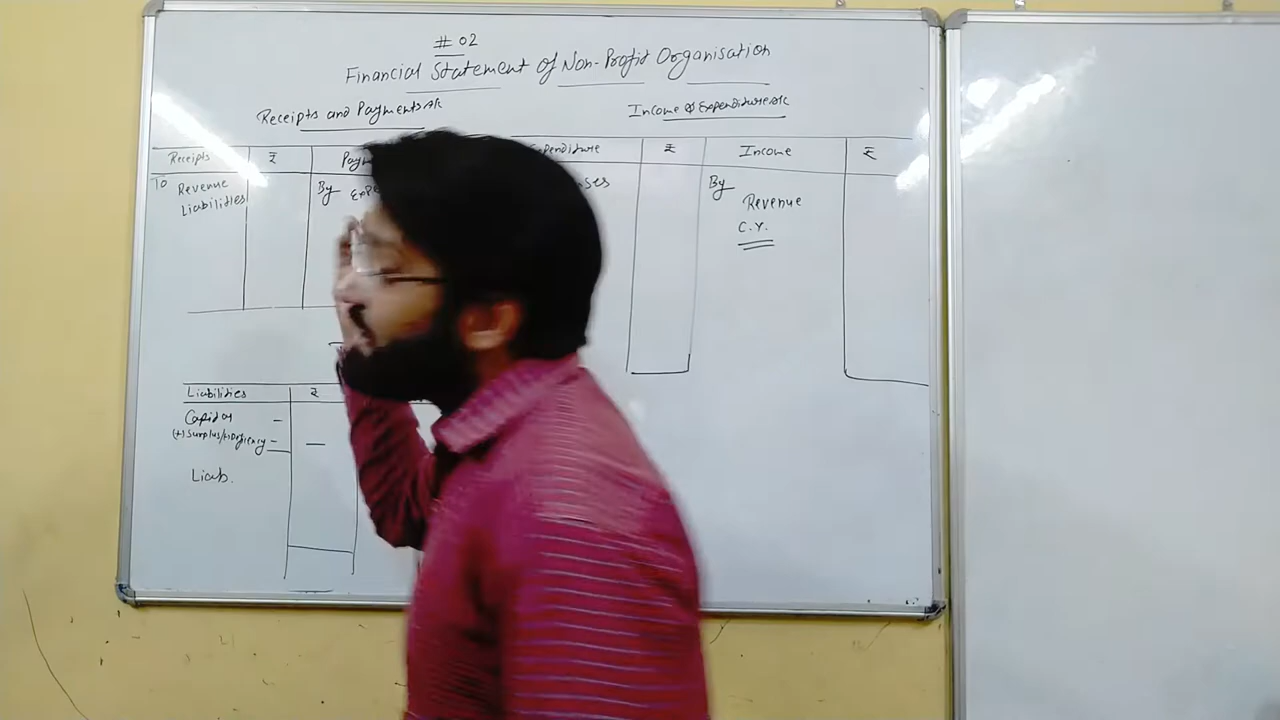 # 02
Financial Statement of Non-Profit Organisation
Receipts and Payments A/c
Income & Expenditure A/c
Receipts ₹
To Revenue
Liabilities
By
₹ Income ₹
By
Revenue
C.Y.
Liabilities ₹
Capital -
(+) Surplus/(-)Deficiency - —
Liab.